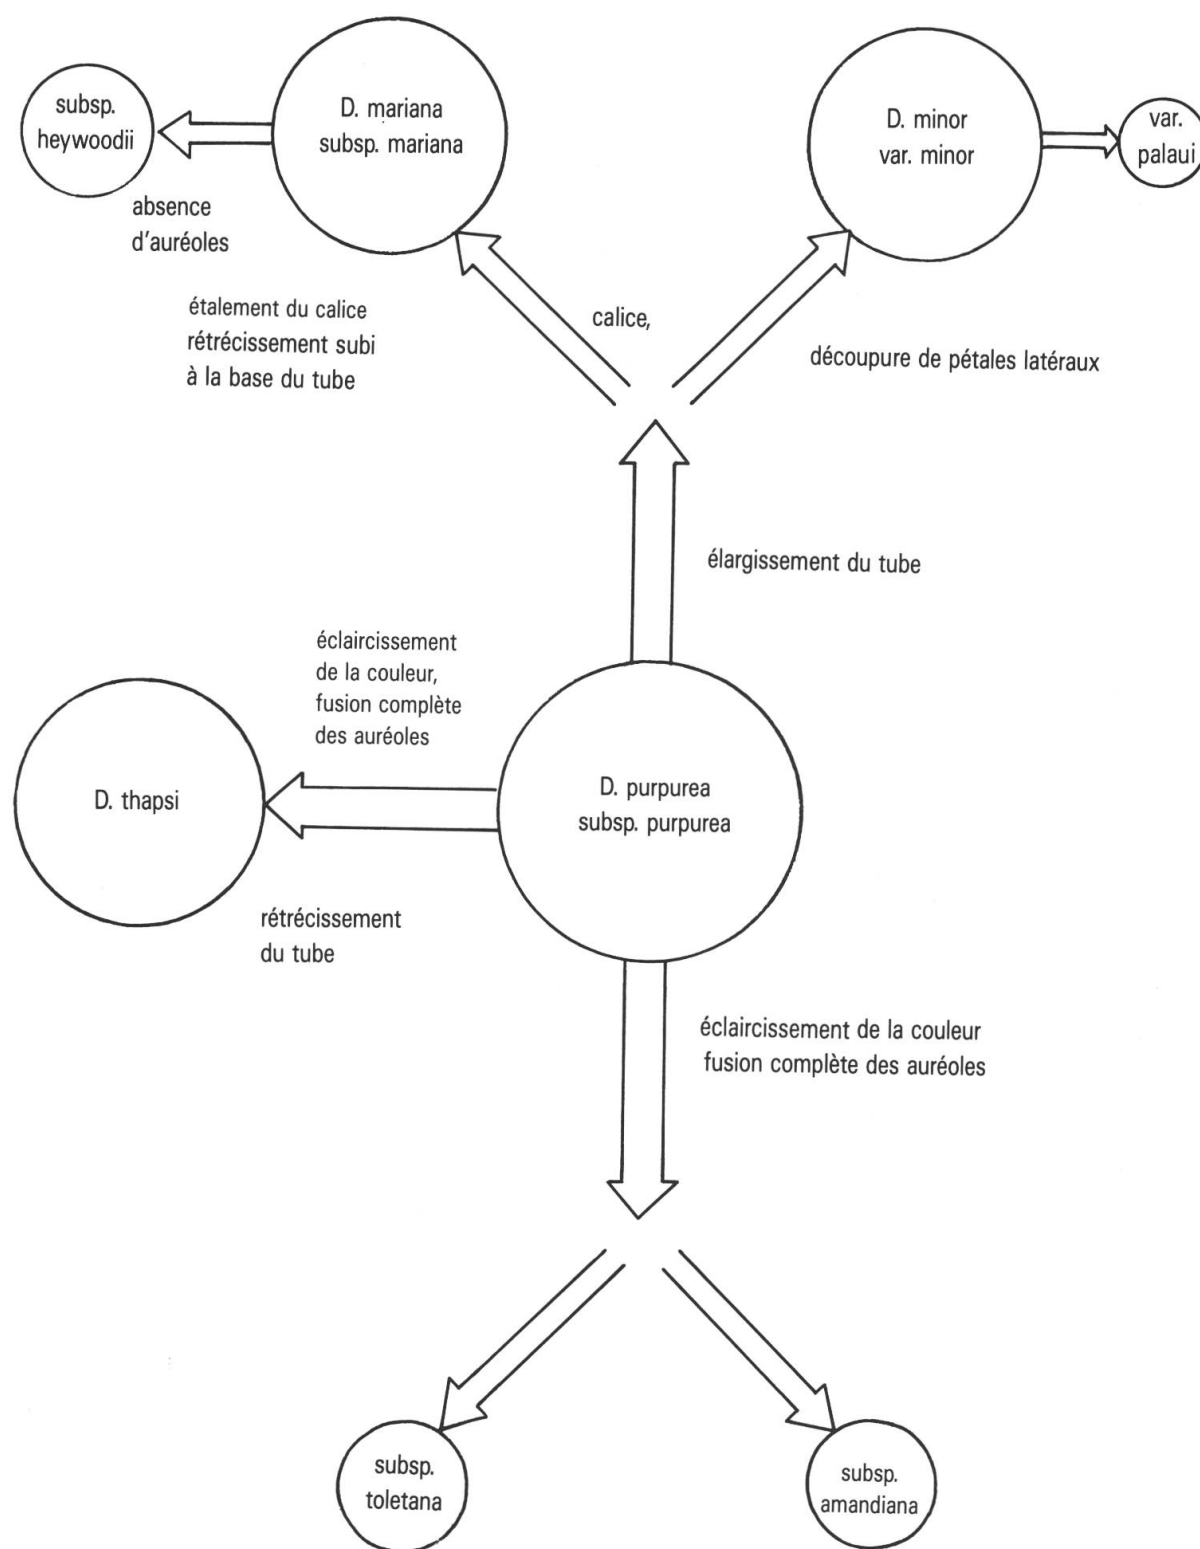 subsp.
heywoodii
D. mariana
subsp. mariana
D. minor
var. minor
var.
palaui
absence
d'auréoles
étalement du calice
rétrécissement subi
à la base du tube
calice,
découpure de pétales latéraux
élargissement du tube
éclaircissement
de la couleur,
fusion complète
des auréoles
D. thapsi
D. purpurea
subsp. purpurea
rétrécissement
du tube
éclaircissement de la couleur
fusion complète des auréoles
subsp.
toletana
subsp.
amandiana